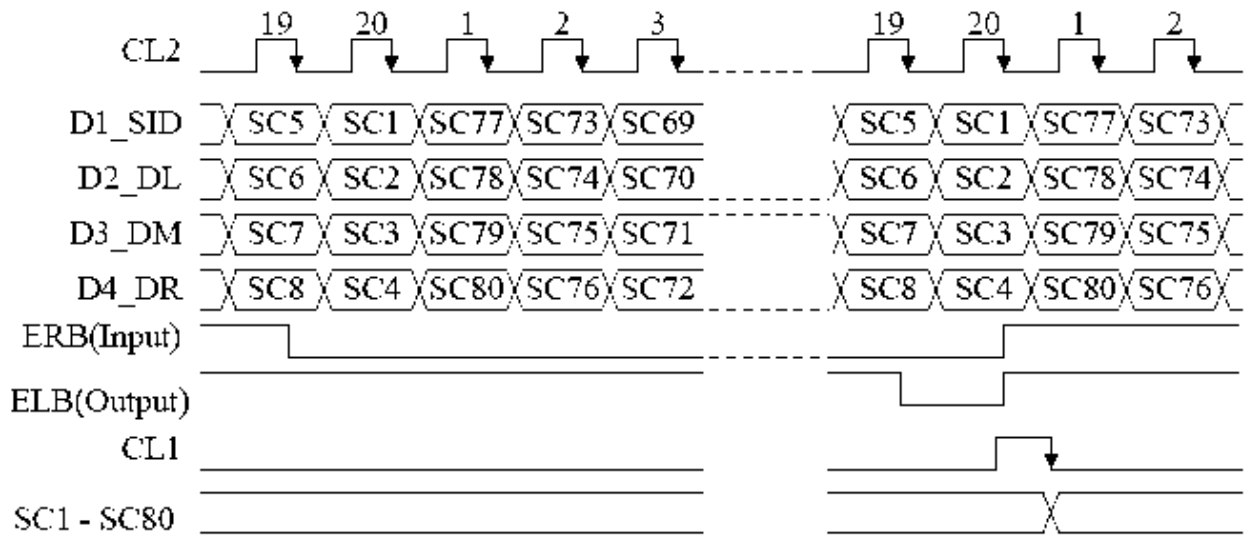 19 20 1 2 3 19 20 1 2
CL2
D1_SID SC5 SC1 SC77 SC73 SC69 SC5 SC1 SC77 SC73
D2_DL SC6 SC2 SC78 SC74 SC70 SC6 SC2 SC78 SC74
D3_DM SC7 SC3 SC79 SC75 SC71 SC7 SC3 SC79 SC75
D4_DR SC8 SC4 SC80 SC76 SC72 SC8 SC4 SC80 SC76
ERB(Input)
ELB(Output)
CL1
SC1 - SC80